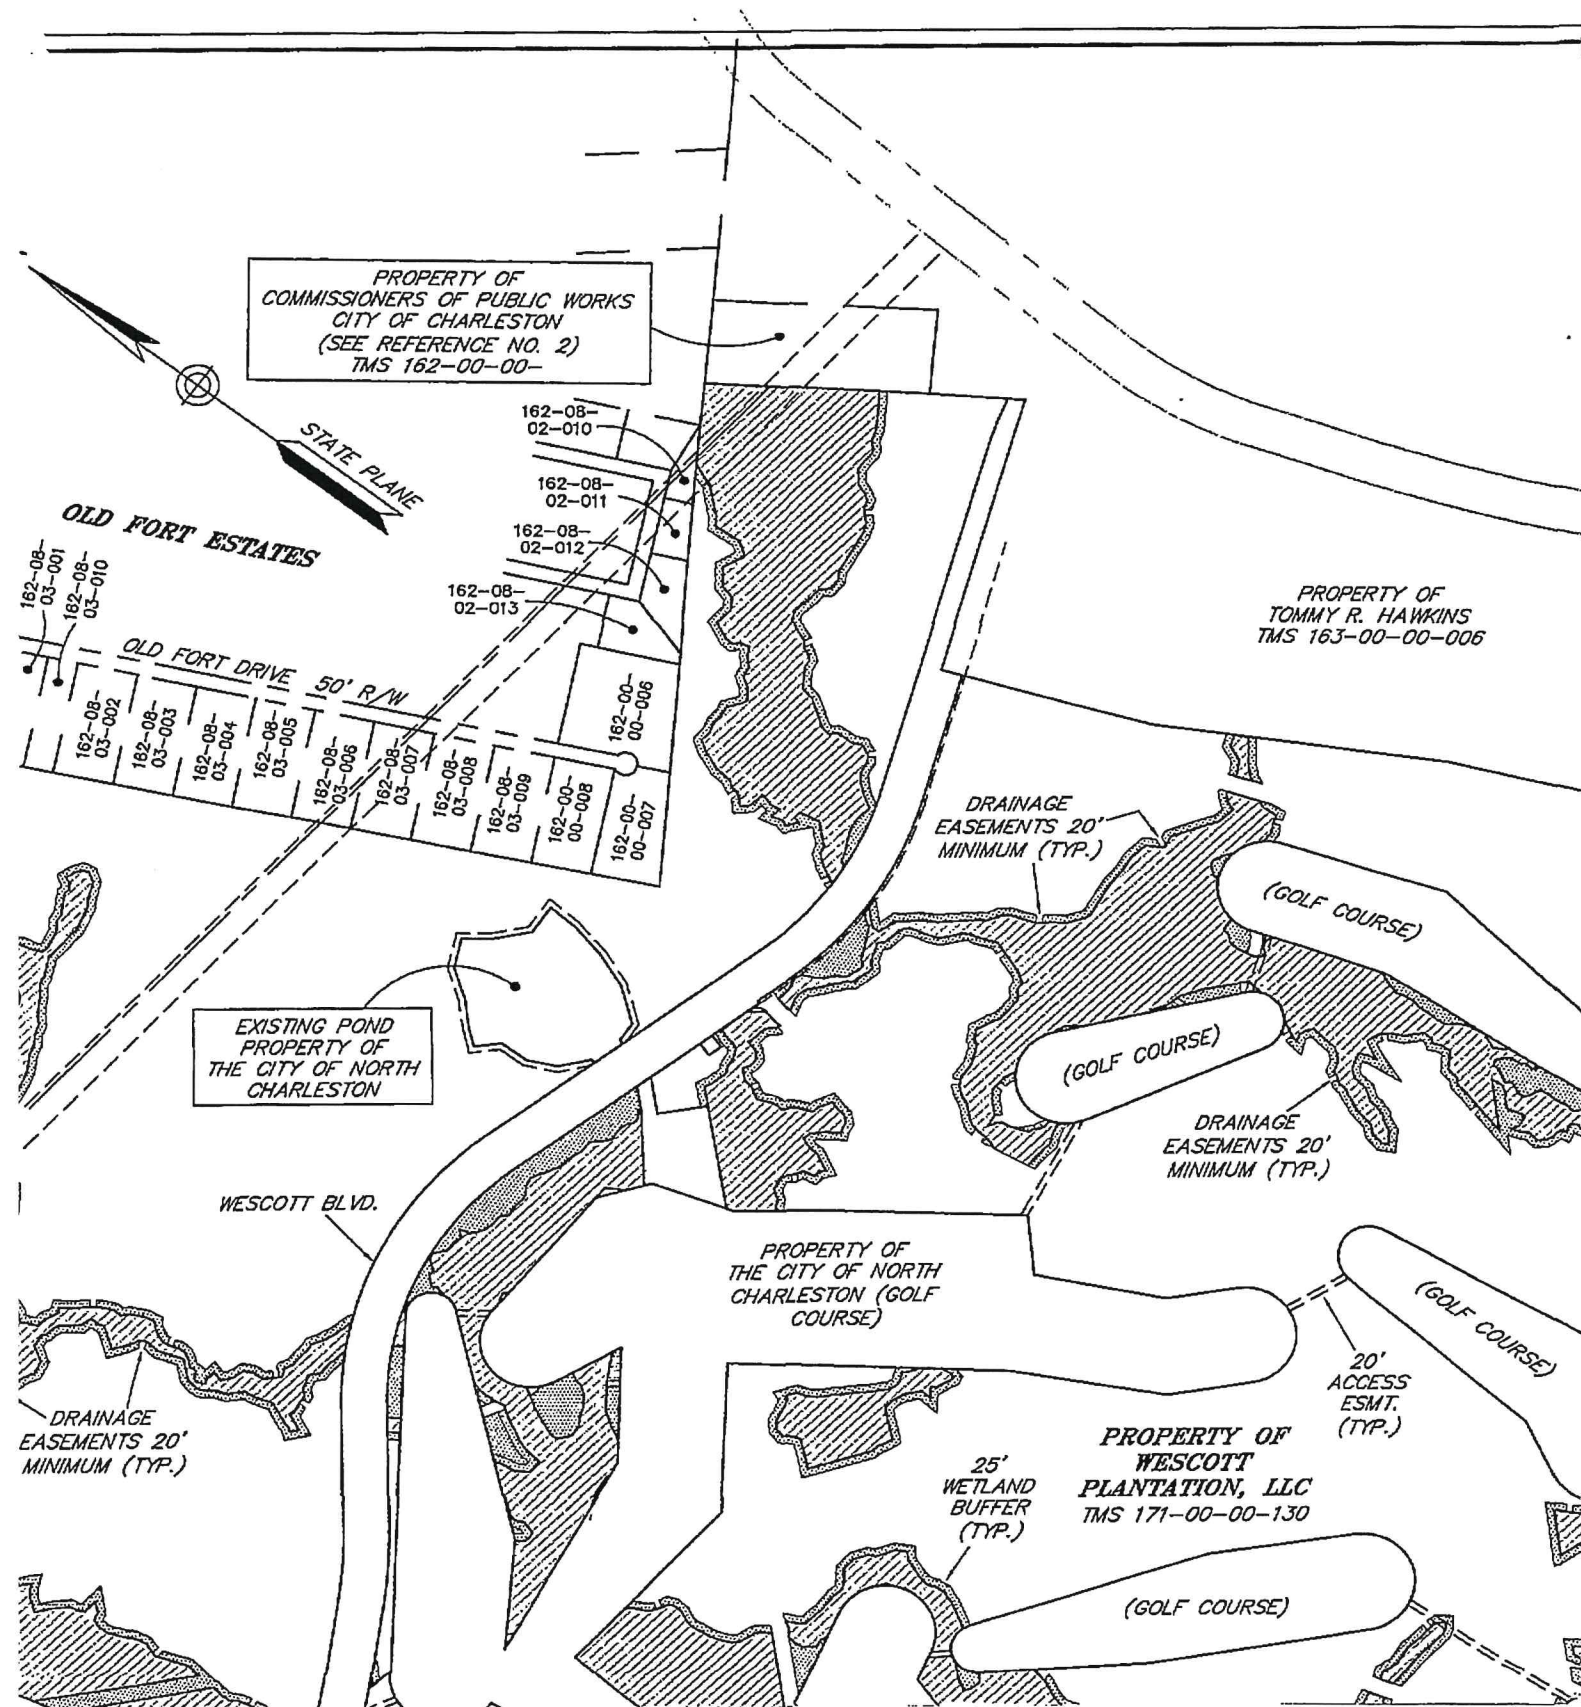 PROPERTY OF
COMMISSIONERS OF PUBLIC WORKS
CITY OF CHARLESTON
(SEE REFERENCE NO. 2)
TMS 162-00-00-
STATE PLANE
OLD FORT ESTATES
162-08-
02-010
162-08-
02-011
162-08-
02-012
162-08-
02-013
162-08-
03-001
162-08-
03-010
OLD FORT DRIVE 50' R/W
162-08-
03-002
162-08-
03-003
162-08-
03-004
162-08-
03-005
162-08-
03-006
162-08-
03-007
162-08-
03-008
162-08-
03-009
162-00-
00-008
162-00-
00-007
162-00-
00-006
PROPERTY OF
TOMMY R. HAWKINS
TMS 163-00-00-006
DRAINAGE
EASEMENTS 20'
MINIMUM (TYP.)
(GOLF COURSE)
EXISTING POND
PROPERTY OF
THE CITY OF NORTH
CHARLESTON
(GOLF COURSE)
DRAINAGE
EASEMENTS 20'
MINIMUM (TYP.)
WESCOTT BLVD.
PROPERTY OF
THE CITY OF NORTH
CHARLESTON (GOLF
COURSE)
(GOLF COURSE)
20'
ACCESS
ESMT.
(TYP.)
DRAINAGE
EASEMENTS 20'
MINIMUM (TYP.)
25'
WETLAND
BUFFER
(TYP.)
PROPERTY OF
WESCOTT
PLANTATION, LLC
TMS 171-00-00-130
(GOLF COURSE)